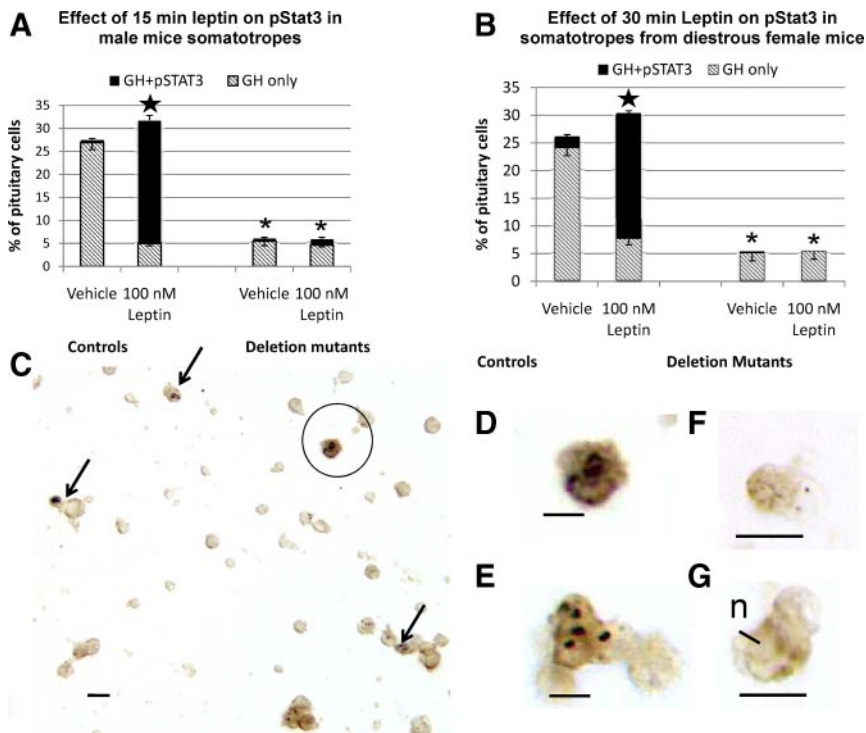 A
Effect of 15 min leptin on pStat3 in
male mice somatotropes
GH+pSTAT3 GH only
% of pituitary cells
35
30
25
20
15
10
5
0
★
* *
Vehicle 100 nM Vehicle 100 nM
Leptin Leptin
Controls Deletion mutants
B
Effect of 30 min Leptin on pStat3 in
somatotropes from diestrous female mice
GH+pSTAT3 GH only
% of pituitary cells
35
30
25
20
15
10
5
0
★
* *
Vehicle 100 nM Vehicle 100 nM
Leptin Leptin
Controls Deletion Mutants
C
D
F
E
G
n